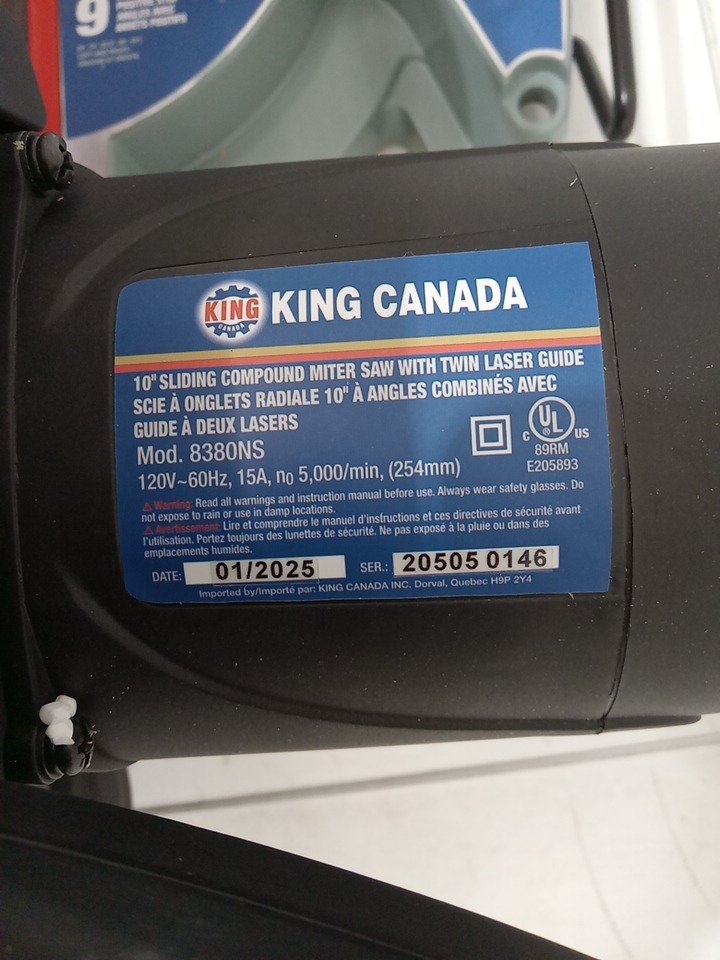 9
KING
CANADA
KING CANADA
10" SLIDING COMPOUND MITER SAW WITH TWIN LASER GUIDE
SCIE À ONGLETS RADIALE 10" À ANGLES COMBINÉS AVEC
GUIDE À DEUX LASERS
Mod. 8380NS
120V~60Hz, 15A, n0 5,000/min, (254mm)
C UL ® US
89RM
E205893
Warning: Read all warnings and instruction manual before use. Always wear safety glasses. Do
not expose to rain or use in damp locations.
Avertissement: Lire et comprendre le manuel d'instructions et ces directives de sécurité avant
l'utilisation. Portez toujours des lunettes de sécurité. Ne pas exposé à la pluie ou dans des
emplacements humides.
DATE: 01/2025 SER.: 20505 0146
Imported by/Importé par: KING CANADA INC. Dorval, Quebec H9P 2Y4